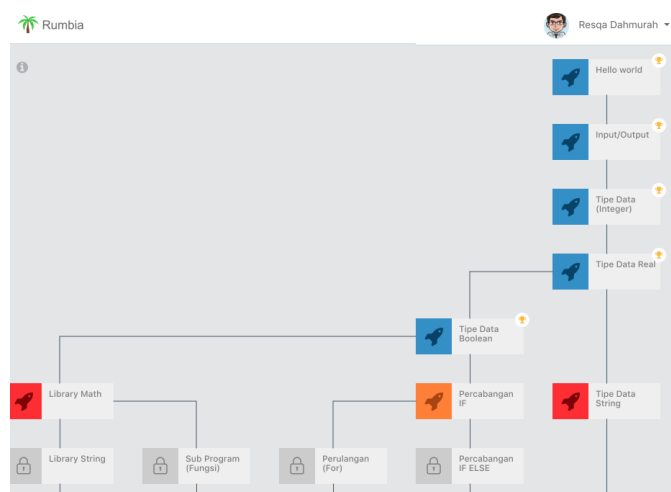 Rumbia
Resqa Dahmurah
Hello world
Input/Output
Tipe Data
(Integer)
Tipe Data Real
Tipe Data
Boolean
Library Math
Percabangan
IF
Tipe Data
String
Library String
Sub Program
(Fungsi)
Perulangan
(For)
Percabangan
IF ELSE